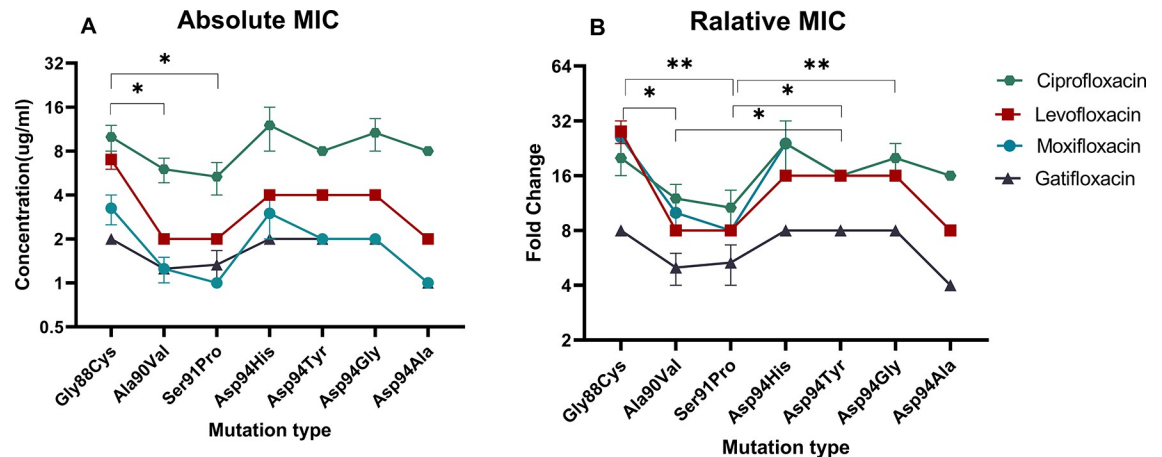 A
Absolute MIC
*
*
32
16
8
4
2
1
0.5
Concentration(ug/ml)
Gly88Cys
Ala90Val
Ser91Pro
Asp94His
Asp94Tyr
Asp94Gly
Asp94Ala
Mutation type
B
Ralative MIC
**
**
*
*
*
64
32
16
8
4
2
Fold Change
Gly88Cys
Ala90Val
Ser91Pro
Asp94His
Asp94Tyr
Asp94Gly
Asp94Ala
Mutation type
Ciprofloxacin
Levofloxacin
Moxifloxacin
Gatifloxacin